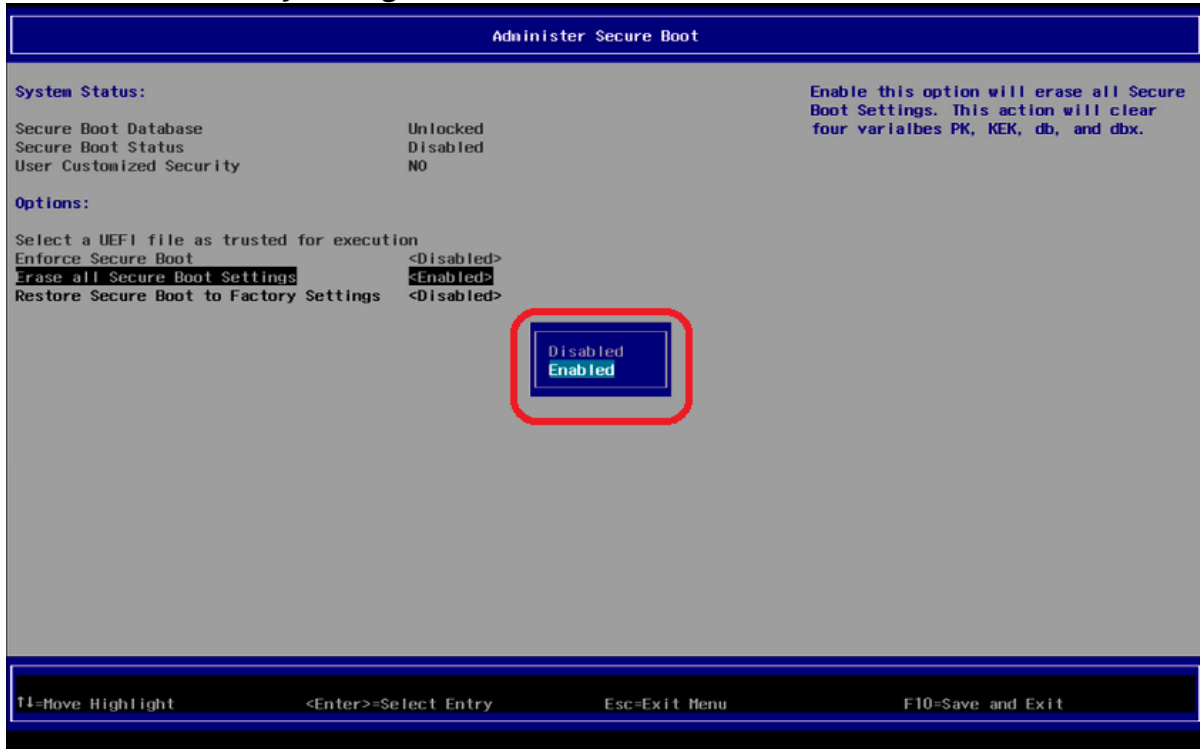 Administer Secure Boot
System Status:
Secure Boot Database Unlocked
Secure Boot Status Disabled
User Customized Security NO
Options:
Select a UEFI file as trusted for execution
Enforce Secure Boot <Disabled>
Erase all Secure Boot Settings <Enabled>
Restore Secure Boot to Factory Settings <Disabled>
Enable this option will erase all Secure
Boot Settings. This action will clear
four varialbes PK, KEK, db, and dbx.
Disabled
Enabled
↑↓=Move Highlight <Enter>=Select Entry Esc=Exit Menu F10=Save and Exit